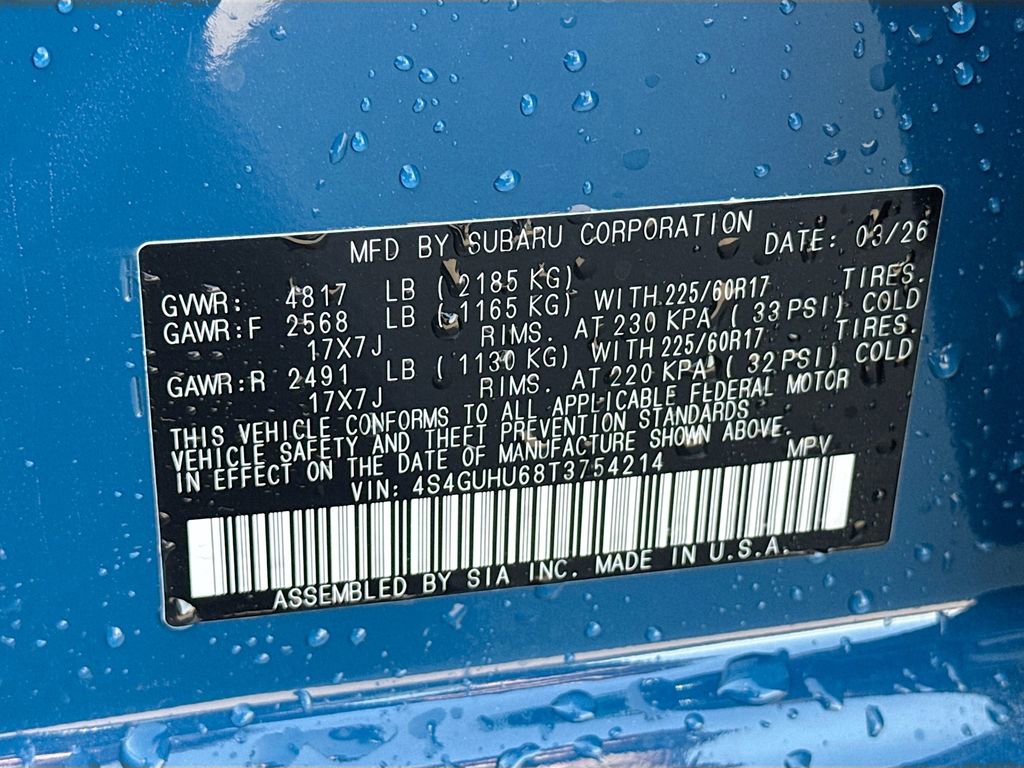 MFD BY SUBARU CORPORATION DATE: 03/26
GVWR: 4817 LB ( 2185 KG)
GAWR:F 2568 LB ( 1165 KG) WITH 225/60R17 TIRES.
17X7J RIMS. AT 230 KPA ( 33 PSI) COLD
GAWR:R 2491 LB ( 1130 KG) WITH 225/60R17 TIRES.
17X7J RIMS. AT 220 KPA ( 32 PSI) COLD
THIS VEHICLE CONFORMS TO ALL APPLICABLE FEDERAL MOTOR
VEHICLE SAFETY AND THEFT PREVENTION STANDARDS
IN EFFECT ON THE DATE OF MANUFACTURE SHOWN ABOVE.
VIN: 4S4GUHU68T3754214 MPV
ASSEMBLED BY SIA INC. MADE IN U.S.A.